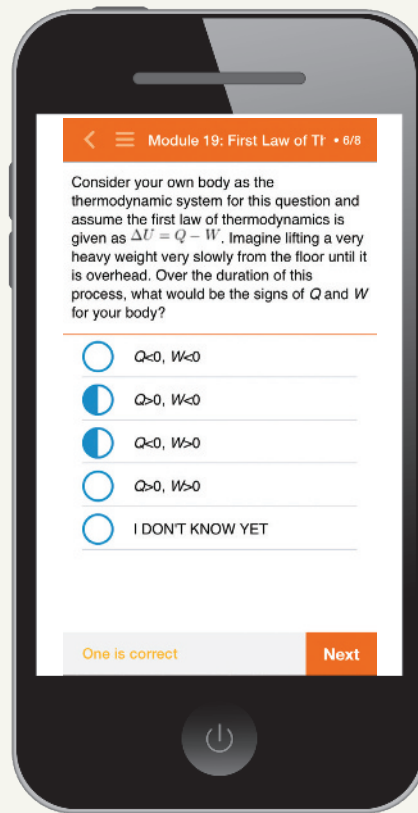 Module 19: First Law of Th • 6/8
Consider your own body as the
thermodynamic system for this question and
assume the first law of thermodynamics is
given as ΔU = Q − W. Imagine lifting a very
heavy weight very slowly from the floor until it
is overhead. Over the duration of this
process, what would be the signs of Q and W
for your body?
Q<0, W<0
Q>0, W<0
Q<0, W>0
Q>0, W>0
I DON'T KNOW YET
One is correct
Next